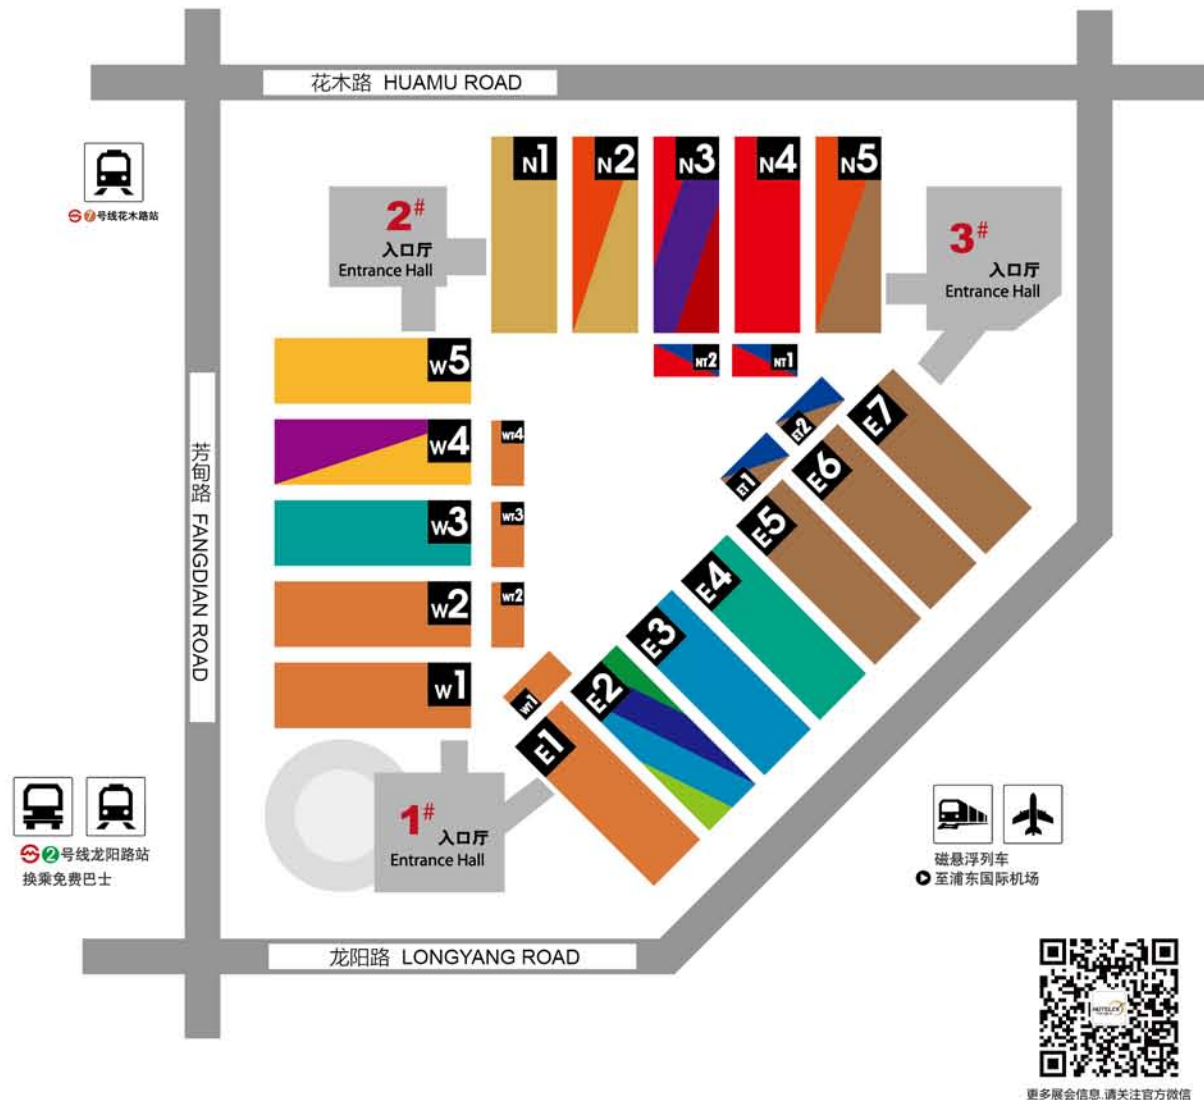 花木路 HUAMU ROAD
7号线花木路站
2#
入口厅
Entrance Hall
N1
N2
N3
N4
N5
3#
入口厅
Entrance Hall
NT2
NT1
W5
W4
WT4
W3
WT3
W2
WT2
W1
WT1
ET2
ET1
E7
E6
E5
E4
E3
E2
E1
芳甸路 FANGDIAN ROAD
1#
入口厅
Entrance Hall
2号线龙阳路站
换乘免费巴士
磁悬浮列车
至浦东国际机场
龙阳路 LONGYANG ROAD
HOTELEX
更多展会信息,请关注官方微信